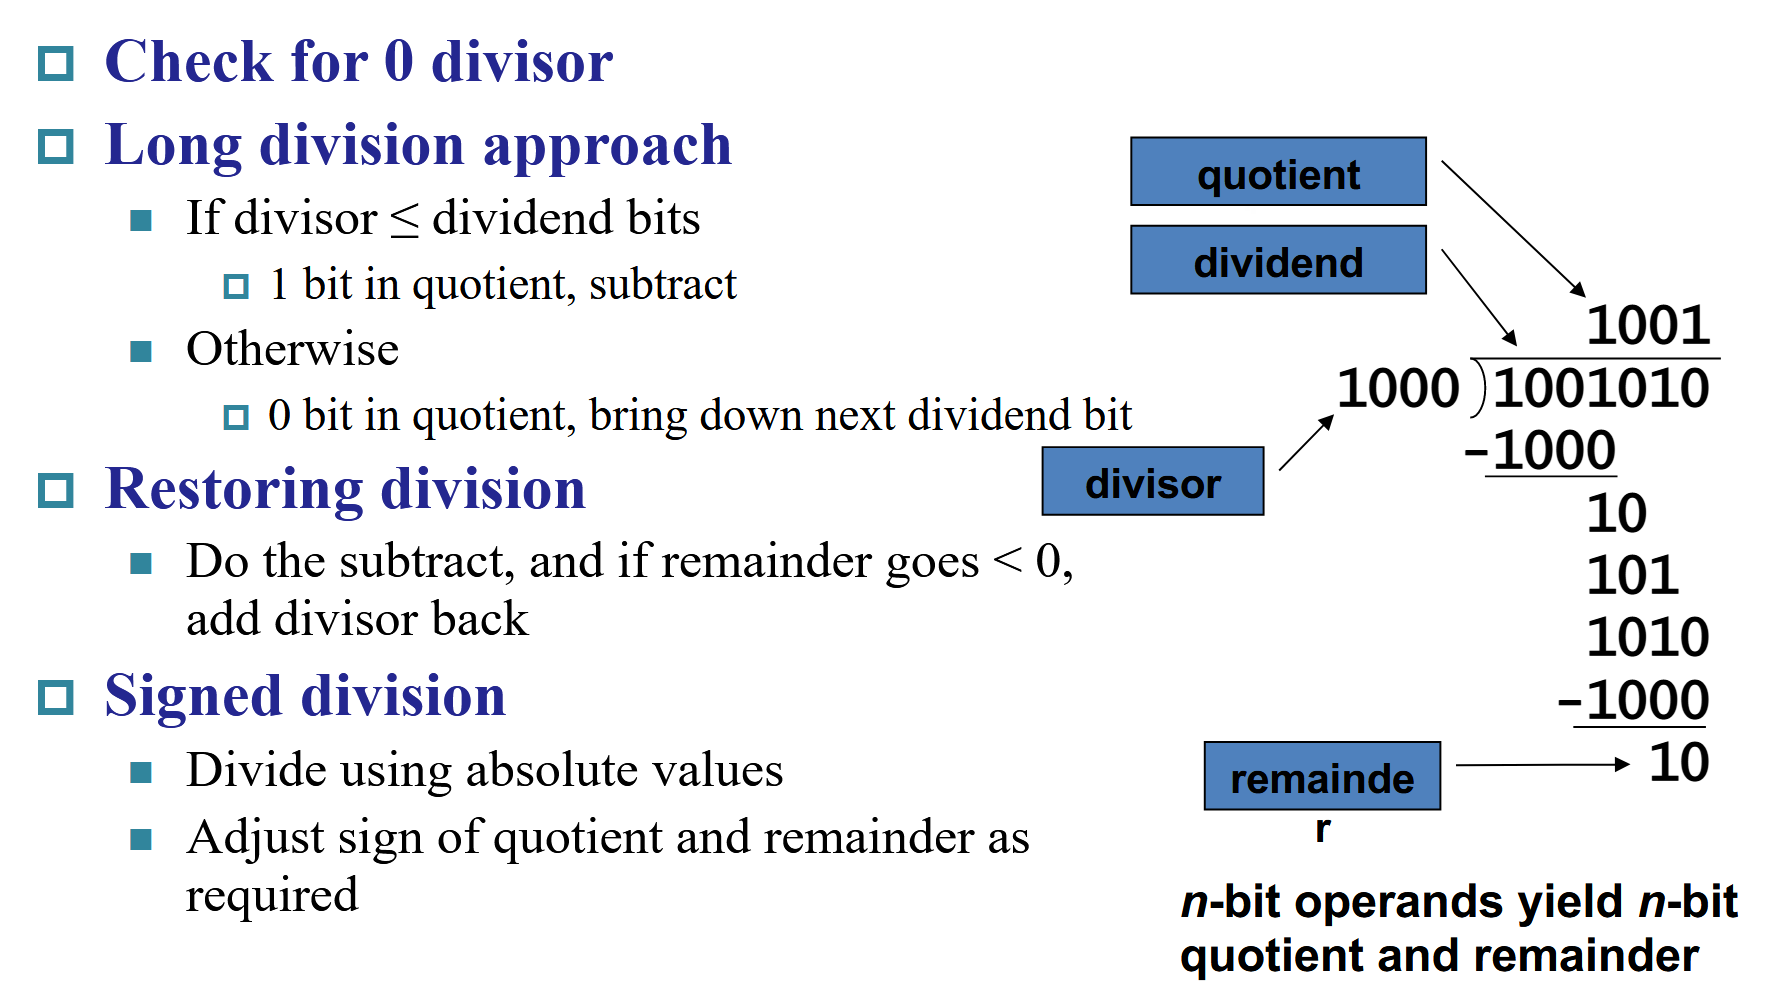 Check for 0 divisor
Long division approach
If divisor ≤ dividend bits
1 bit in quotient, subtract
Otherwise
0 bit in quotient, bring down next dividend bit
Restoring division
Do the subtract, and if remainder goes < 0,
add divisor back
Signed division
Divide using absolute values
Adjust sign of quotient and remainder as
required
quotient
dividend
1001
1000 )1001010
-1000
divisor
10
101
1010
-1000
10
remainde
r
n-bit operands yield n-bit
quotient and remainder